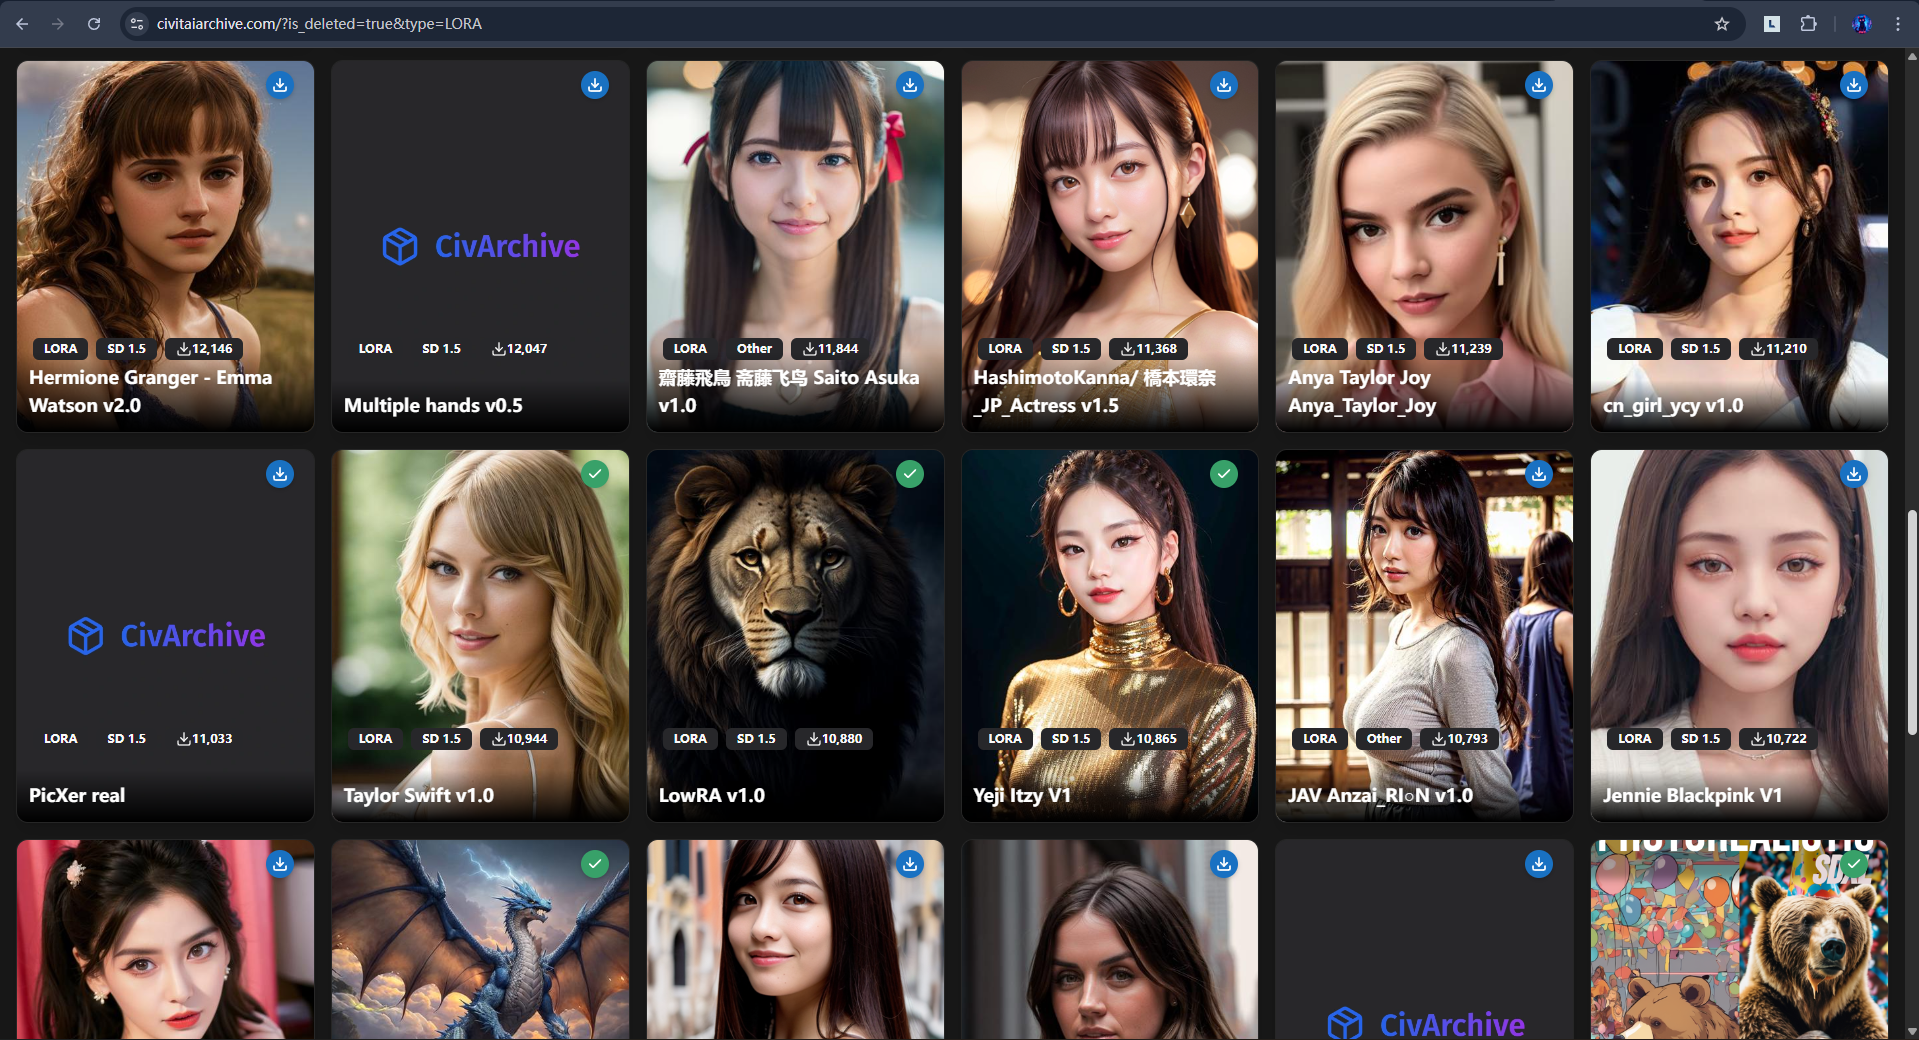 civitaiarchive.com/?is_deleted=true&type=LORA
LORA SD 1.5 12,146
Hermione Granger - Emma
Watson v2.0
CivArchive
LORA SD 1.5 12,047
Multiple hands v0.5
LORA Other 11,844
齋藤飛鳥 斋藤飞鸟 Saito Asuka
v1.0
LORA SD 1.5 11,368
HashimotoKanna/ 橋本環奈
_JP_Actress v1.5
LORA SD 1.5 11,239
Anya Taylor Joy
Anya_Taylor_Joy
LORA SD 1.5 11,210
cn_girl_ycy v1.0
CivArchive
LORA SD 1.5 11,033
PicXer real
LORA SD 1.5 10,944
Taylor Swift v1.0
LORA SD 1.5 10,880
LowRA v1.0
LORA SD 1.5 10,865
Yeji Itzy V1
LORA Other 10,793
JAV Anzai_RI○N v1.0
LORA SD 1.5 10,722
Jennie Blackpink V1
CivArchive
PHOTOREALISTIC
SDXL